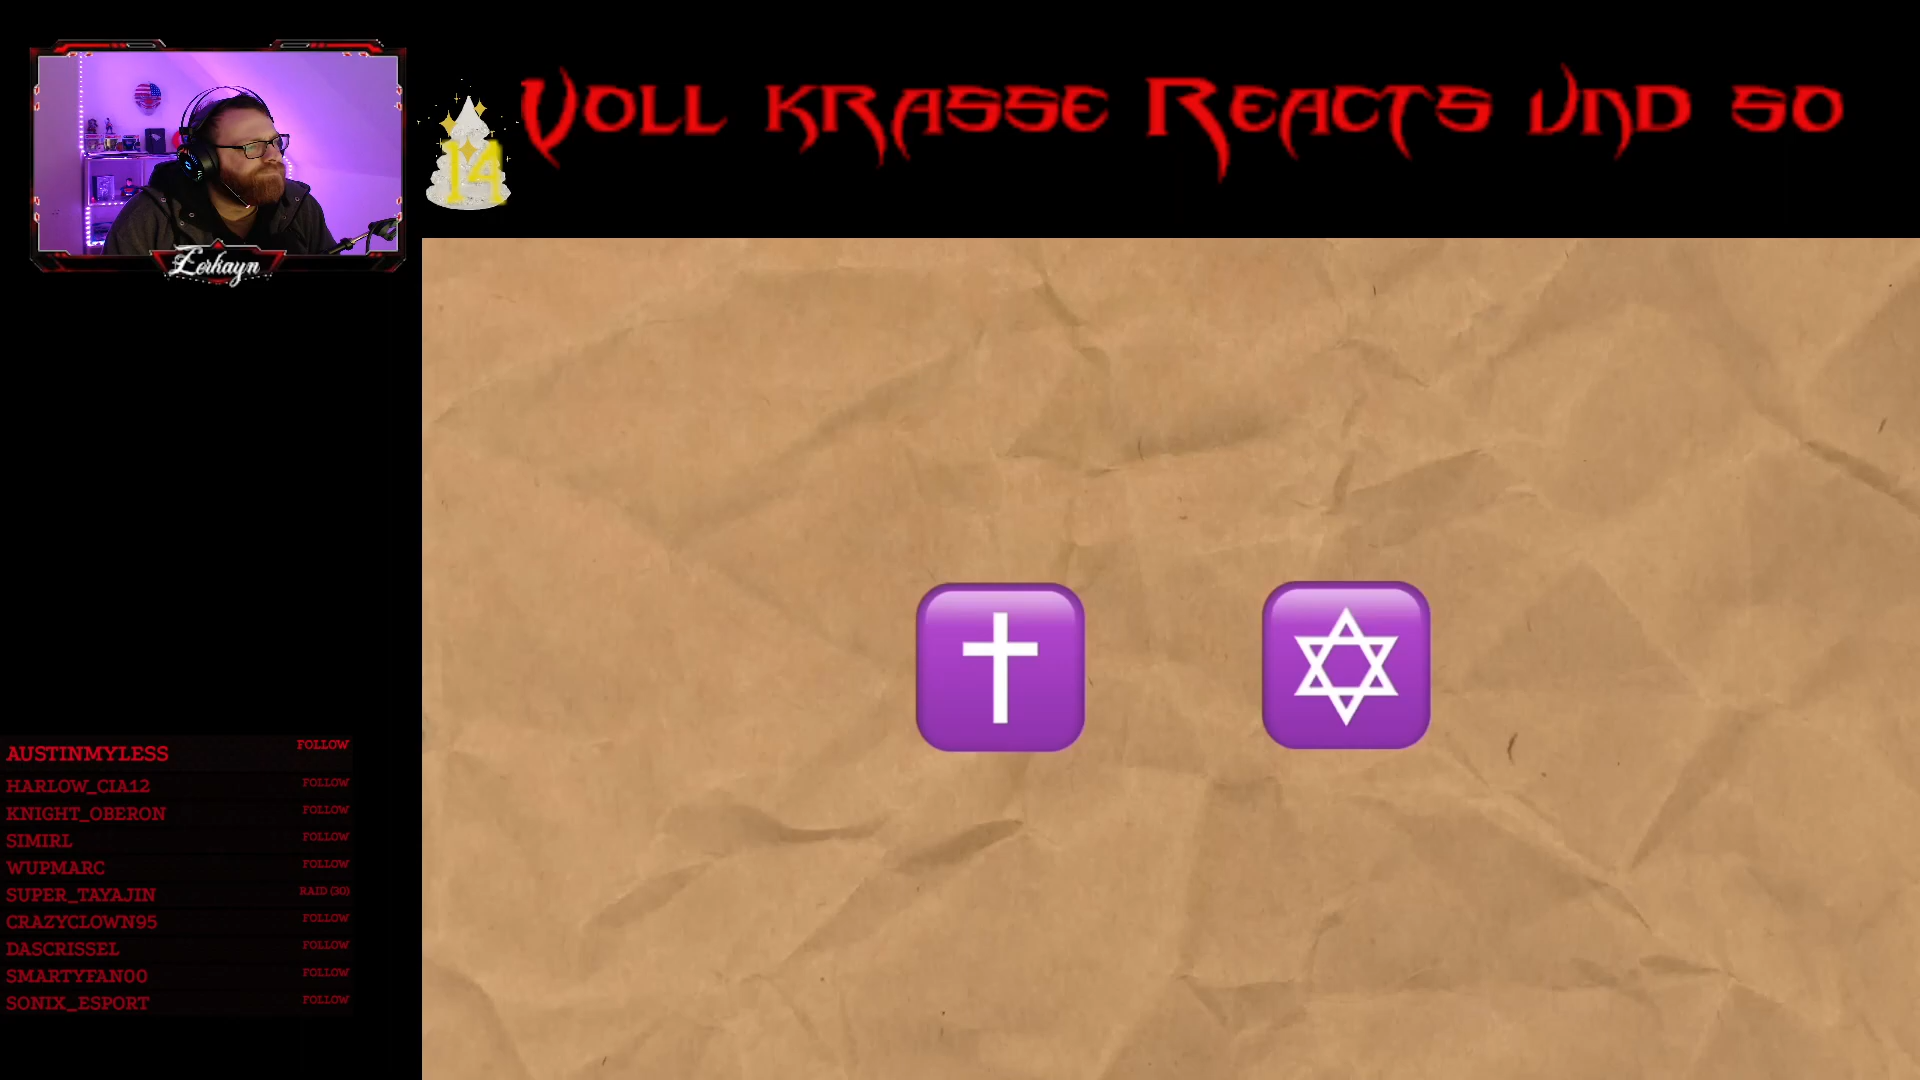 Voll krasse Reacts und so
14
Zerkayn
AUSTINMYLESS FOLLOW
HARLOW_CIA12 FOLLOW
KNIGHT_OBERON FOLLOW
SIMIRL FOLLOW
WUPMARC FOLLOW
SUPER_TAYAJIN RAID (30)
CRAZYCLOWN95 FOLLOW
DASCRISSEL FOLLOW
SMARTYFAN00 FOLLOW
SONIX_ESPORT FOLLOW